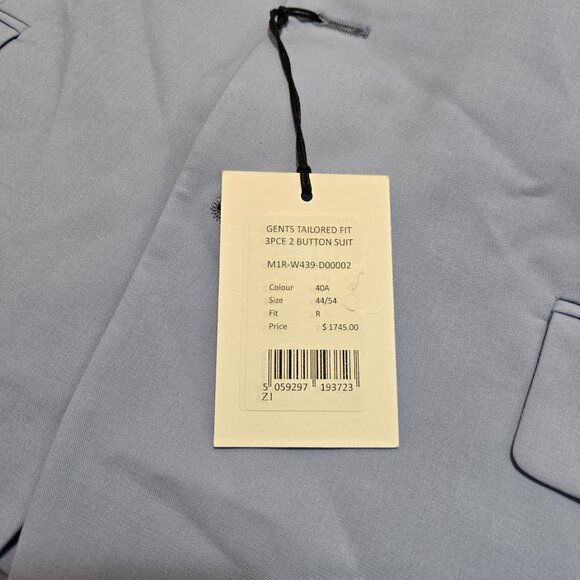 GENTS TAILORED FIT
3PCE 2 BUTTON SUIT
M1R-W439-D00002
Colour 40A
Size 44/54
Fit R
Price $ 1745.00
5 059297 193723
Z1